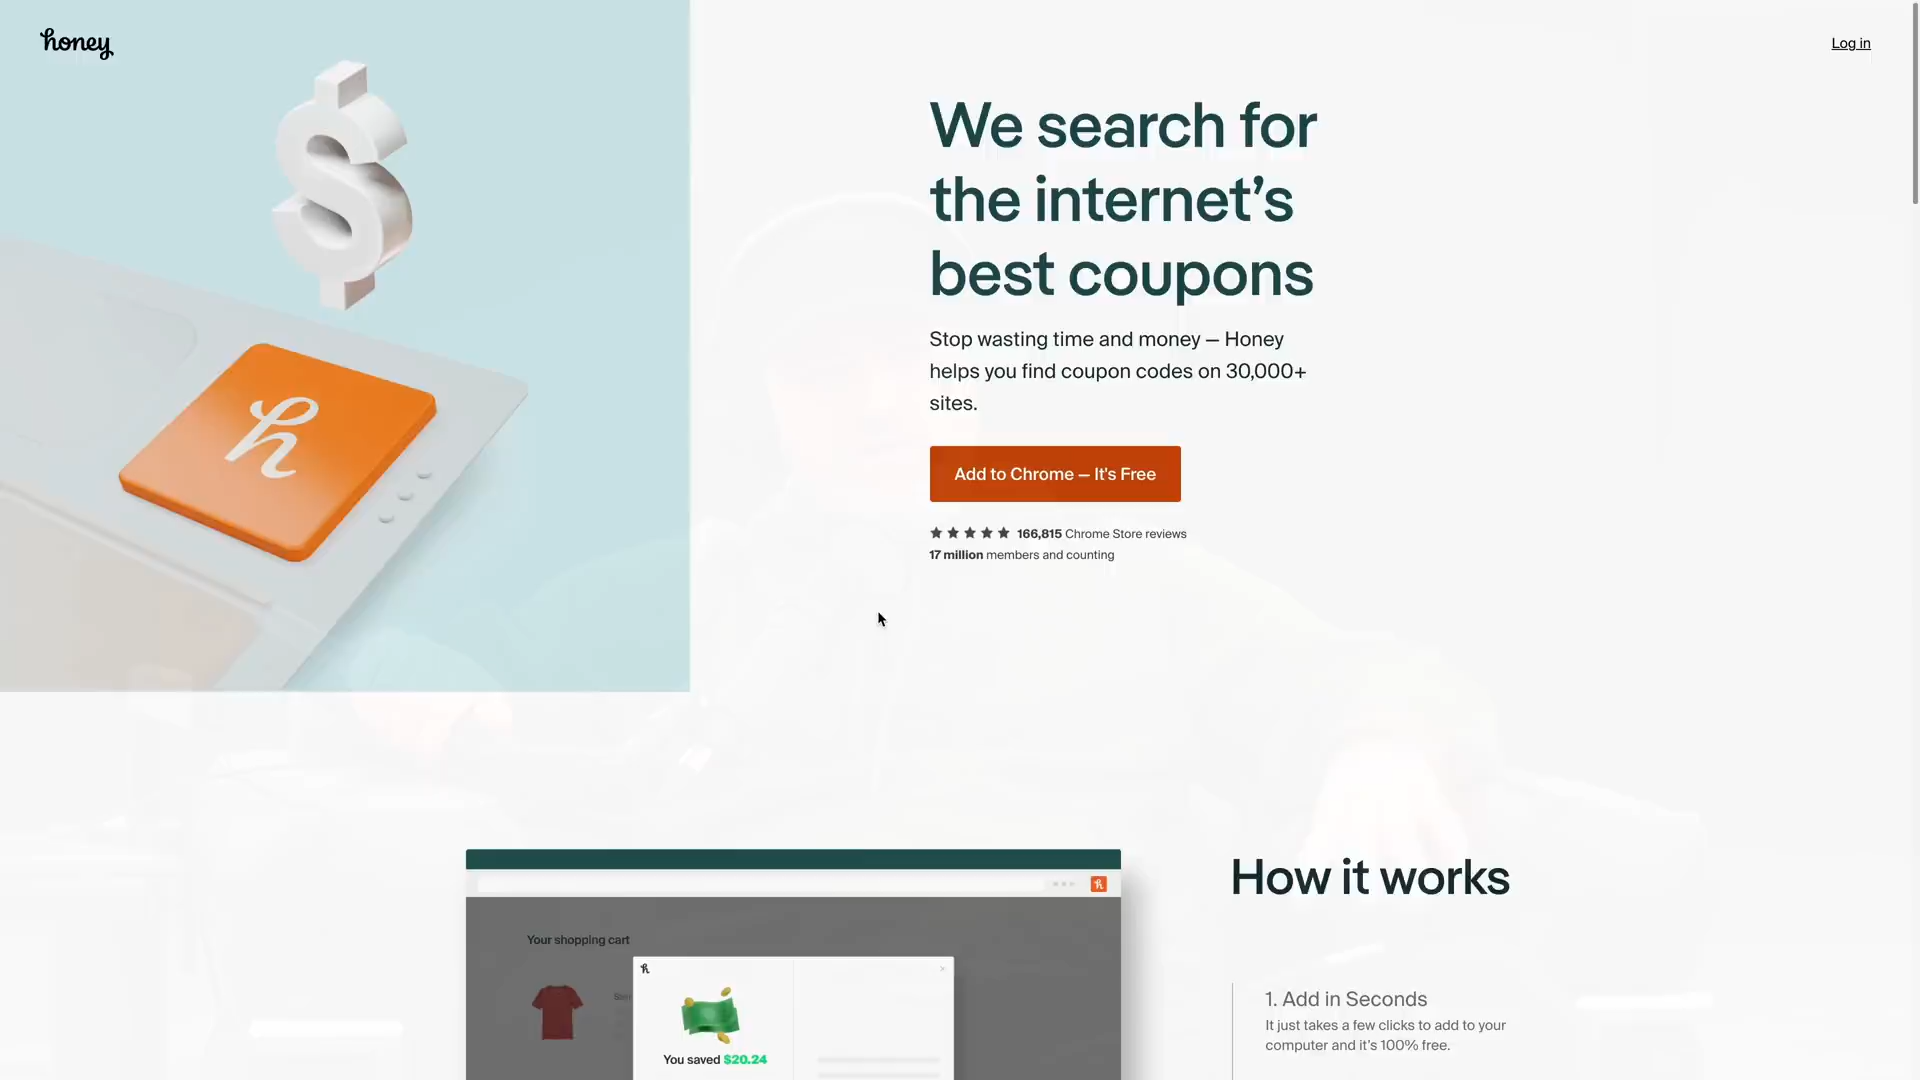 honey
Log in
We search for
the internet’s
best coupons
Stop wasting time and money — Honey
helps you find coupon codes on 30,000+
sites.
Add to Chrome — It's Free
166,815 Chrome Store reviews
17 million members and counting
h
How it works
h
Your shopping cart
h
You saved $20.24
1. Add in Seconds
It just takes a few clicks to add to your
computer and it’s 100% free.